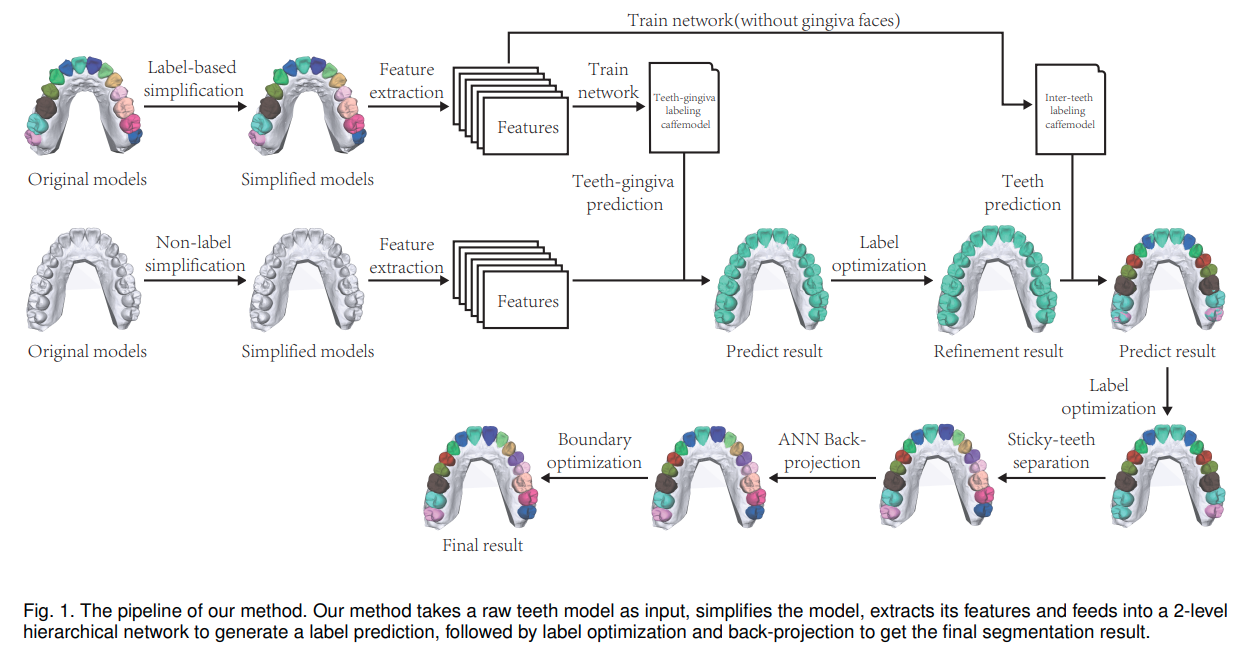 Train network(without gingiva faces)
Label-based
simplification
Feature
extraction
Features
Train
network
Teeth-gingiva
labeling
caffemodel
Inter-teeth
labeling
caffemodel
Original models
Simplified models
Teeth-gingiva
prediction
Teeth
prediction
Non-label
simplification
Feature
extraction
Features
Label
optimization
Original models
Simplified models
Predict result
Refinement result
Predict result
Label
optimization
Boundary
optimization
ANN Back-
projection
Sticky-teeth
separation
Final result
Fig. 1. The pipeline of our method. Our method takes a raw teeth model as input, simplifies the model, extracts its features and feeds into a 2-level
hierarchical network to generate a label prediction, followed by label optimization and back-projection to get the final segmentation result.